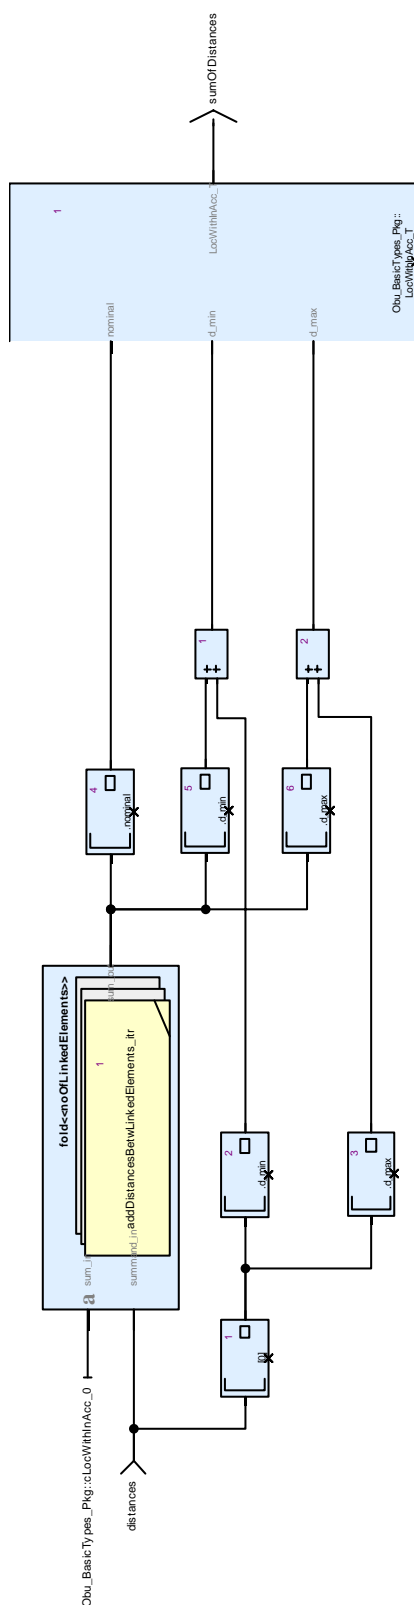 sumOfDistances
1
LocWithInAcc_T
Obu_BasicTypes_Pkg::
LocWithInAcc_T
nominal
d_min
d_max
1
+
+
2
+
+
4
.nominal
5
.d_min
6
.d_max
fold<<noOfLinkedElements>>
sum_out
1
addDistancesBetwLinkedElements_itr
sum_in
summand_in
a
2
.d_min
3
.d_max
1
[0]
Obu_BasicTypes_Pkg::cLocWithInAcc_0
distances